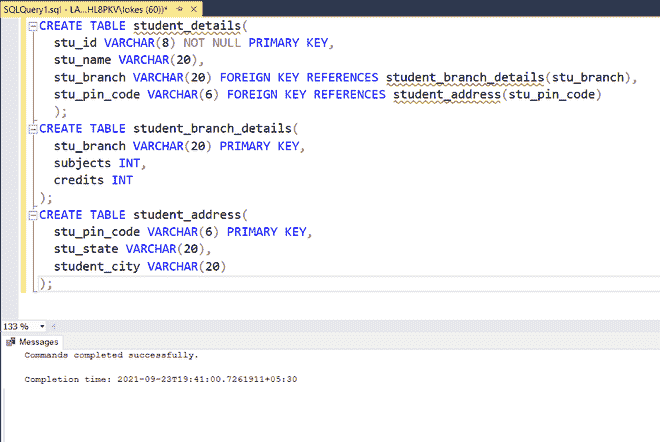 SQLQuery1.sql - LA...HL8PKV\lokes (60))*
CREATE TABLE student_details(
stu_id VARCHAR(8) NOT NULL PRIMARY KEY,
stu_name VARCHAR(20),
stu_branch VARCHAR(20) FOREIGN KEY REFERENCES student_branch_details(stu_branch),
stu_pin_code VARCHAR(6) FOREIGN KEY REFERENCES student_address(stu_pin_code)
);
CREATE TABLE student_branch_details(
stu_branch VARCHAR(20) PRIMARY KEY,
subjects INT,
credits INT
);
CREATE TABLE student_address(
stu_pin_code VARCHAR(6) PRIMARY KEY,
stu_state VARCHAR(20),
student_city VARCHAR(20)
);
133 %
Messages
Commands completed successfully.
Completion time: 2021-09-23T19:41:00.7261911+05:30